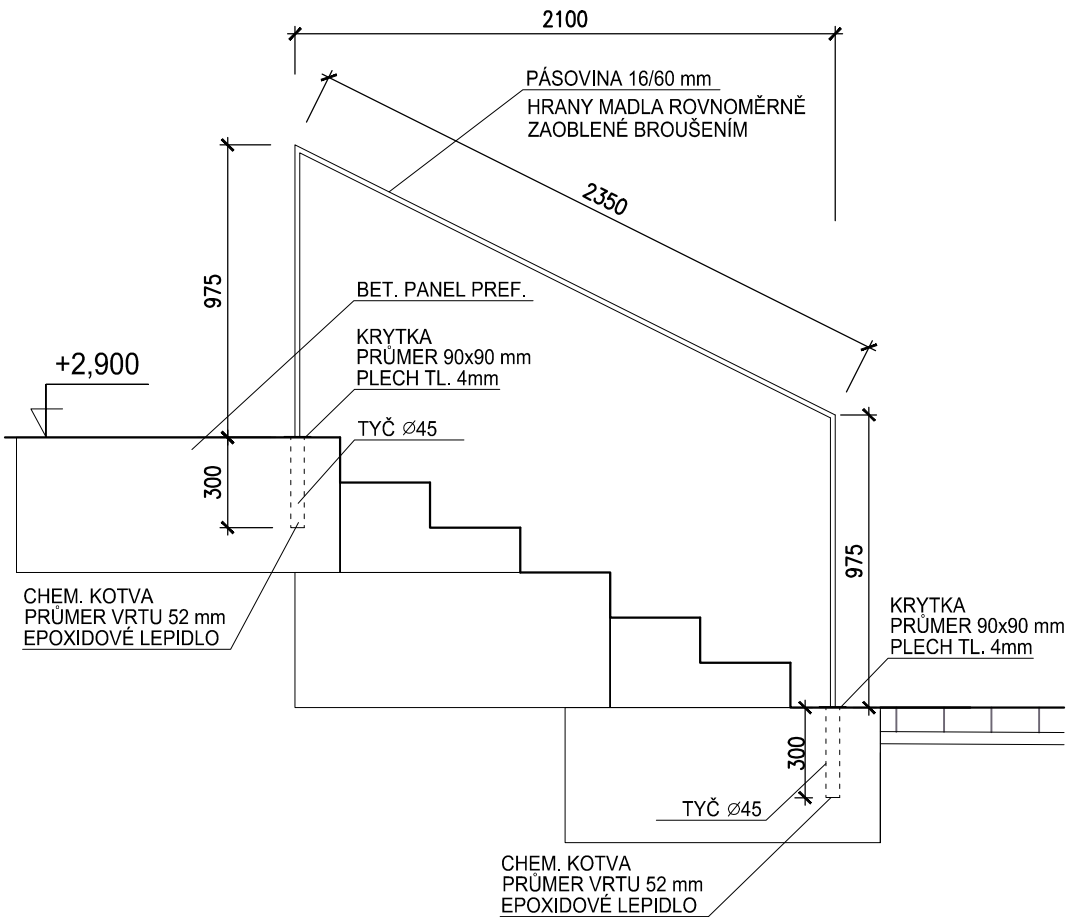 2100
PÁSOVINA 16/60 mm
HRANY MADLA ROVNOMĚRNĚ
ZAOBLENÉ BROUŠENÍM
2350
975
BET. PANEL PREF.
KRYTKA
PRŮMER 90x90 mm
PLECH TL. 4mm
+2,900
TYČ Ø45
300
CHEM. KOTVA
PRŮMER VRTU 52 mm
EPOXIDOVÉ LEPIDLO
975
KRYTKA
PRŮMER 90x90 mm
PLECH TL. 4mm
300
TYČ Ø45
CHEM. KOTVA
PRŮMER VRTU 52 mm
EPOXIDOVÉ LEPIDLO